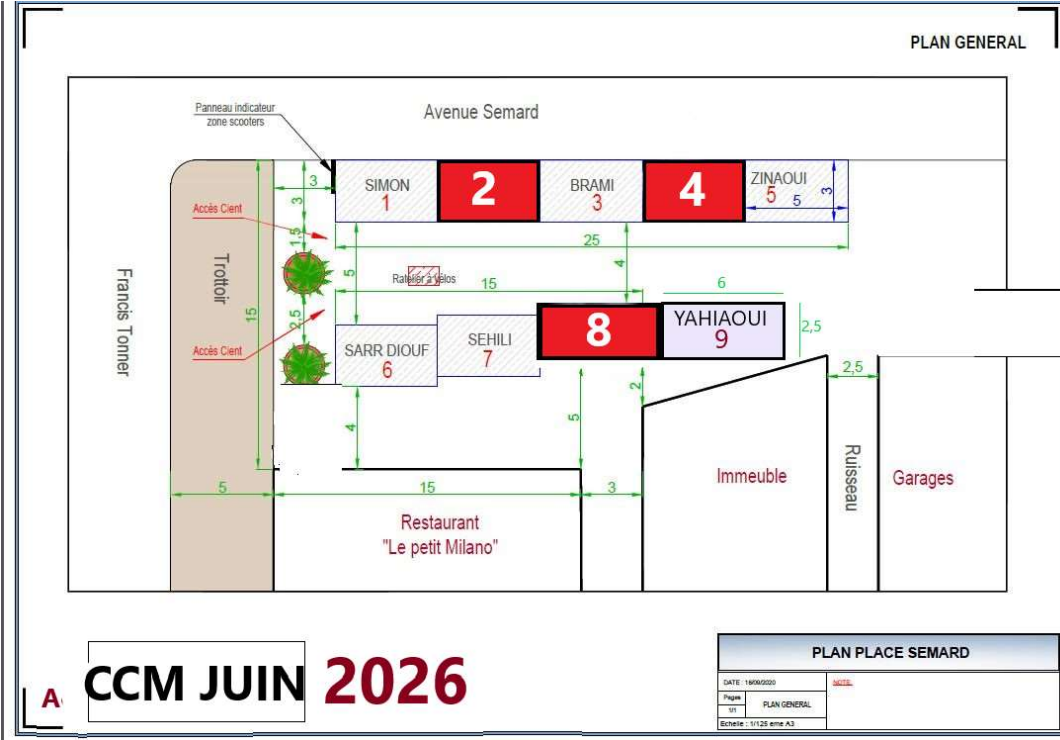 PLAN GENERAL
Avenue Semard
Panneau indicateur
zone scooters
3
SIMON
1
2
BRAMI
3
4
ZINAOUI
5
5
3
3
Accès Cient
1,5
25
5
4
Ratelier à vélos
15
6
Francis Tonner
Trottoir
15
2,5
Accès Cient
SARR DIOUF
6
SEHILI
7
8
YAHIAOUI
9
2,5
2,5
4
5
2
5
15
3
Immeuble
Ruisseau
Garages
Restaurant
"Le petit Milano"
A
CCM JUIN 2026
PLAN PLACE SEMARD
DATE : 16/09/2020
NOTE:
Pages
1/1
PLAN GENERAL
Echelle : 1/125 eme A3